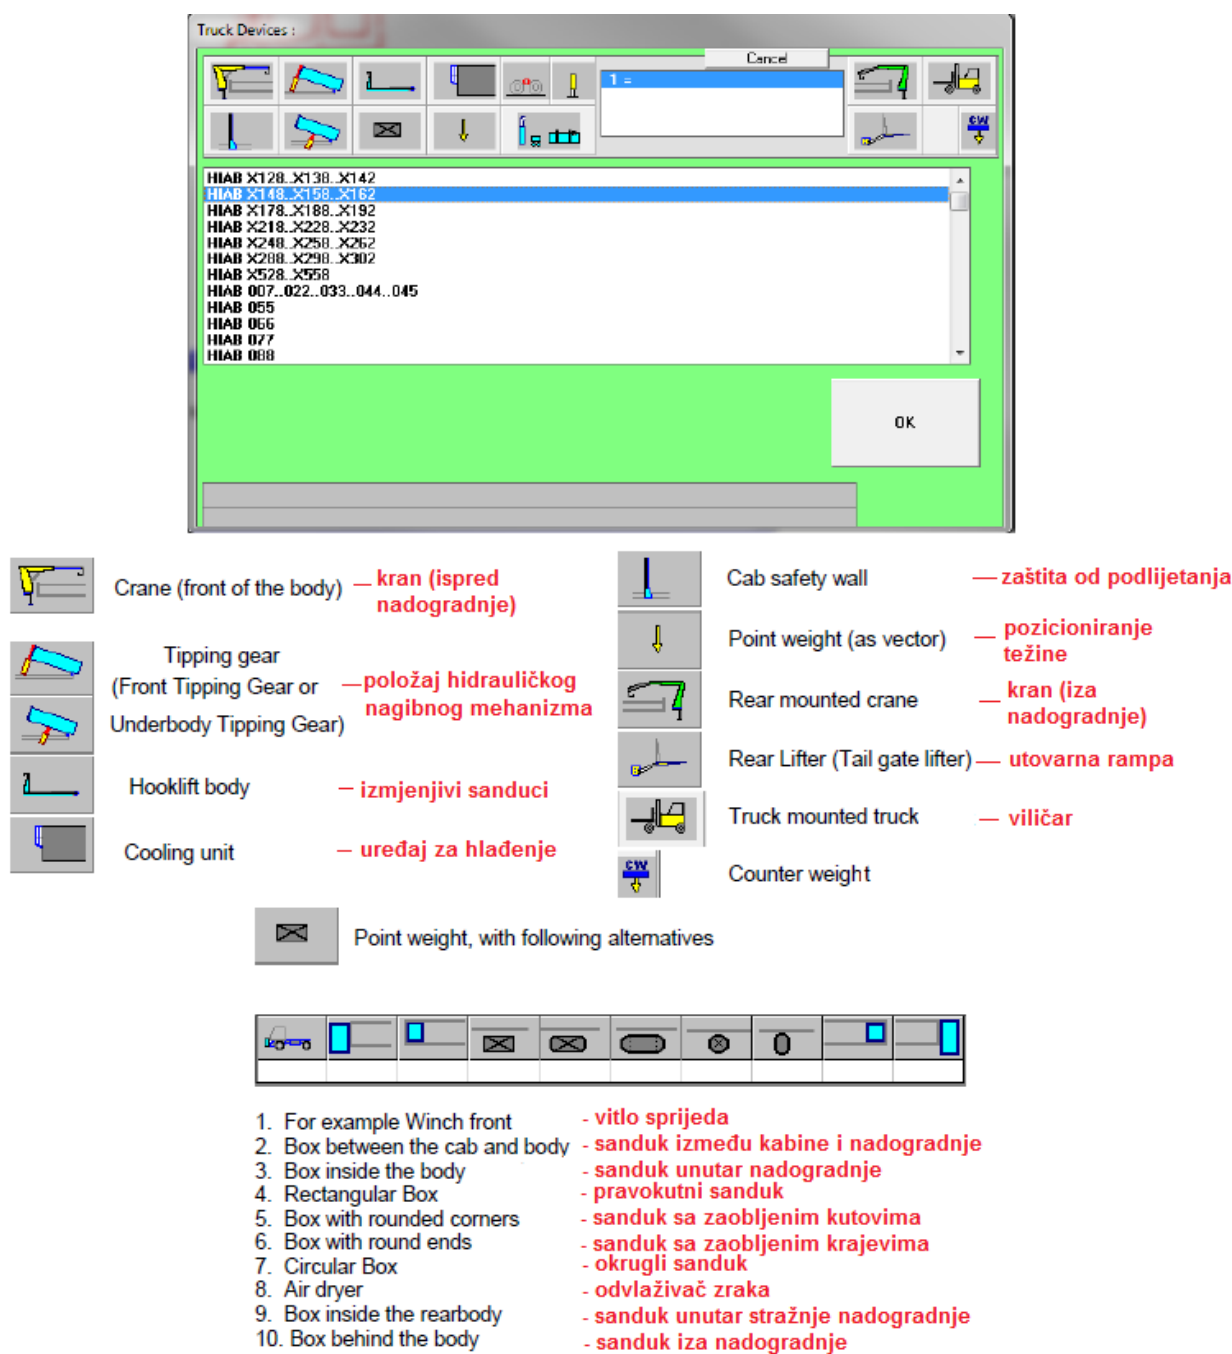 Truck Devices :
Cancel
1 =
CW
HIAB X128..X138..X142
HIAB X148..X158..X162
HIAB X178..X188..X192
HIAB X218..X228..X232
HIAB X248..X258..X262
HIAB X288..X298..X302
HIAB X528..X558
HIAB 007..022..033..044..045
HIAB 055
HIAB 066
HIAB 077
HIAB 088
OK
Crane (front of the body) — kran (ispred
nadogradnje)
Tipping gear
(Front Tipping Gear or
Underbody Tipping Gear)
— položaj hidrauličkog
nagibnog mehanizma
Hooklift body — izmjenjivi sanduci
Cooling unit — uređaj za hlađenje
Cab safety wall — zaštita od podlijetanja
Point weight (as vector) — pozicioniranje
težine
Rear mounted crane — kran (iza
nadogradnje)
Rear Lifter (Tail gate lifter) — utovarna rampa
Truck mounted truck — viličar
CW
Counter weight
Point weight, with following alternatives
1. For example Winch front - vitlo sprijeda
2. Box between the cab and body - sanduk između kabine i nadogradnje
3. Box inside the body - sanduk unutar nadogradnje
4. Rectangular Box - pravokutni sanduk
5. Box with rounded corners - sanduk sa zaobljenim kutovima
6. Box with round ends - sanduk sa zaobljenim krajevima
7. Circular Box - okrugli sanduk
8. Air dryer - odvlaživač zraka
9. Box inside the rearbody - sanduk unutar stražnje nadogradnje
10. Box behind the body - sanduk iza nadogradnje